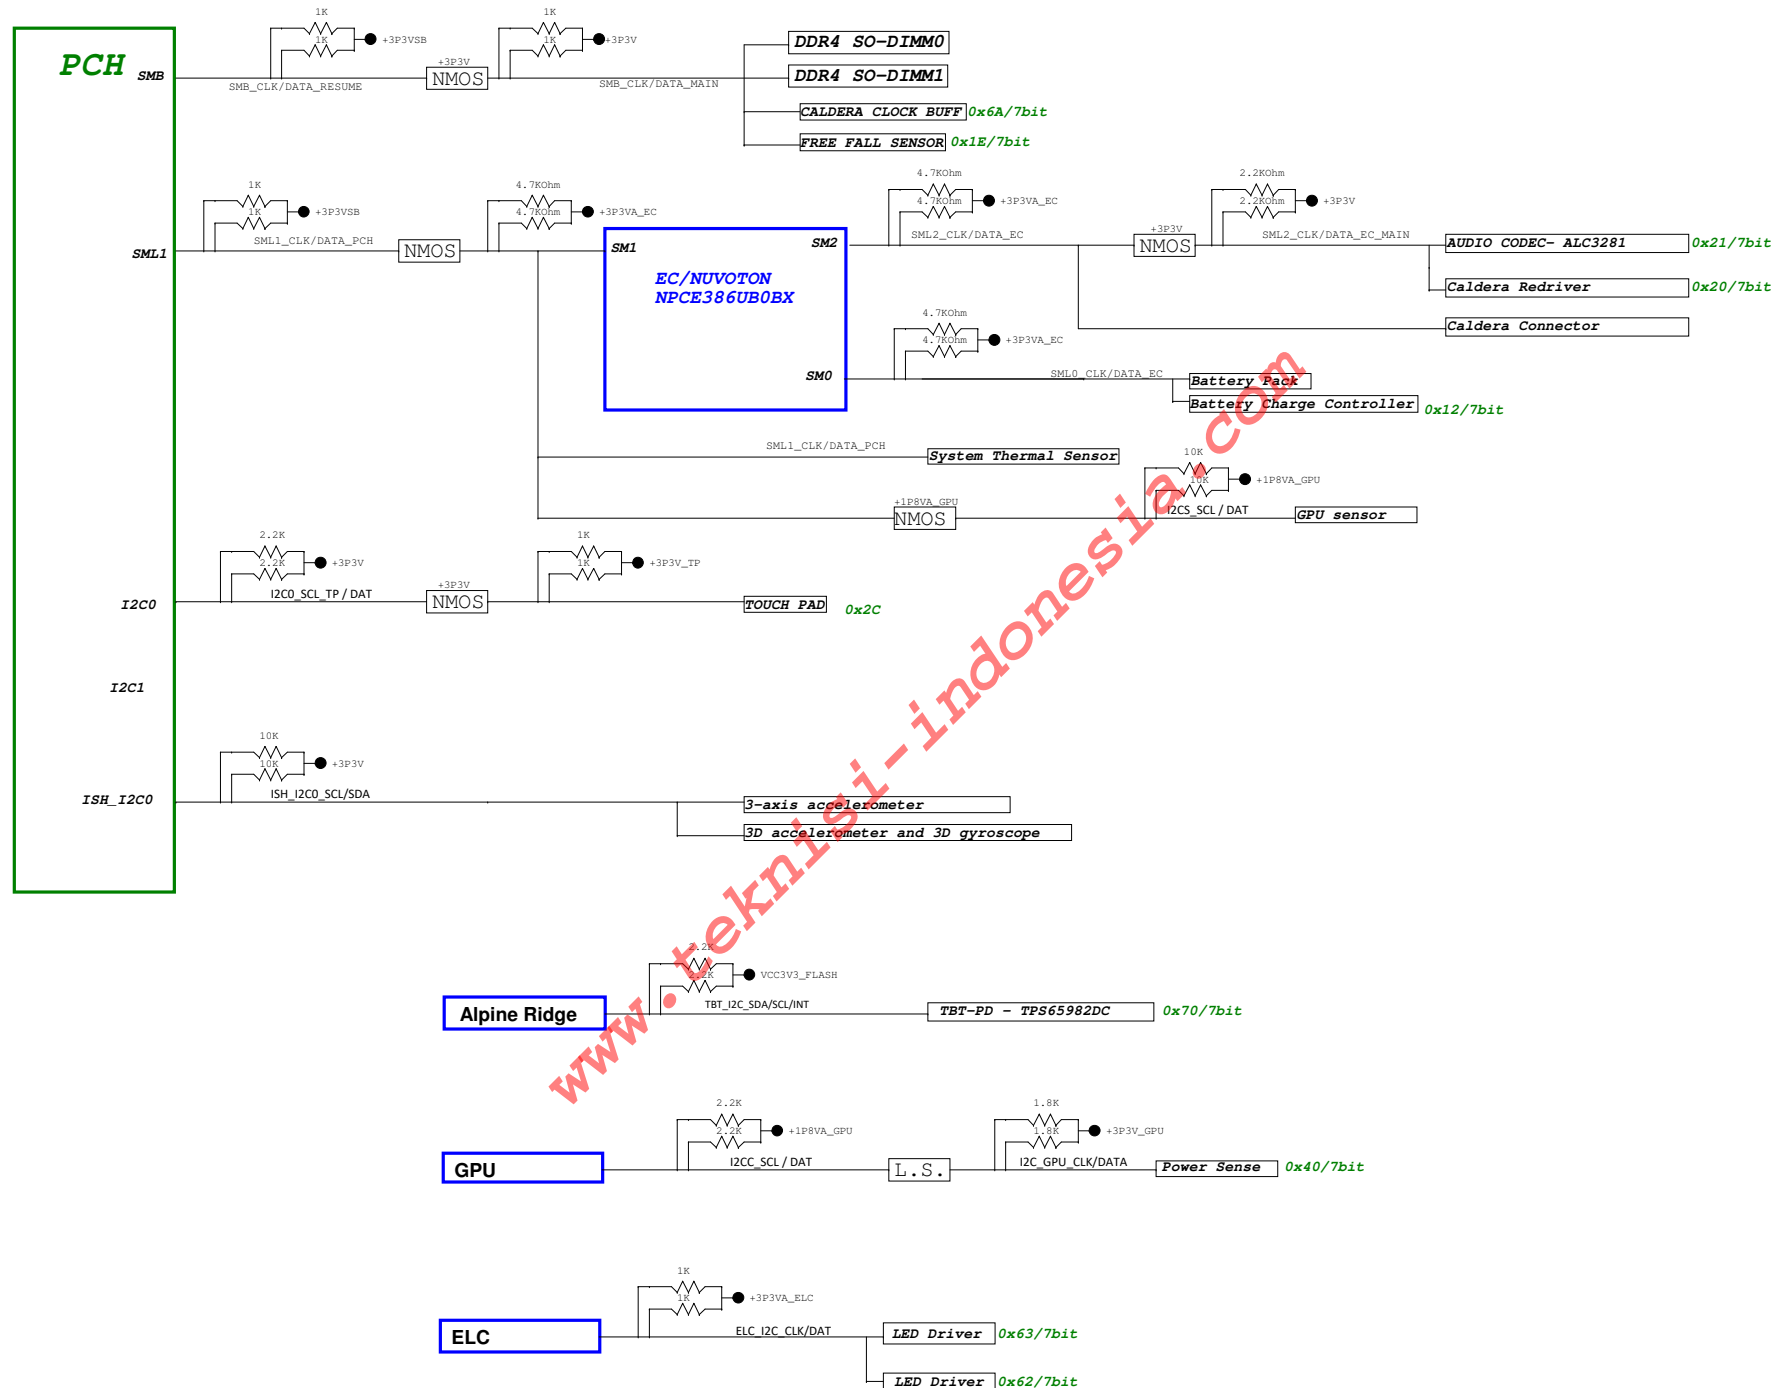 PCH
SMB
1K
1K
+3P3VSB
SMB_CLK/DATA_RESUME
+3P3V
NMOS
1K
1K
+3P3V
SMB_CLK/DATA_MAIN
DDR4 SO-DIMM0
DDR4 SO-DIMM1
CALDERA CLOCK BUFF 0x6A/7bit
FREE FALL SENSOR 0x1E/7bit
SML1
1K
1K
+3P3VSB
SML1_CLK/DATA_PCH
NMOS
4.7KOhm
4.7KOhm
+3P3VA_EC
SM1
EC/NUVOTON
NPCE386UB0BX
SM2
4.7KOhm
4.7KOhm
+3P3VA_EC
SML2_CLK/DATA_EC
+3P3V
NMOS
2.2KOhm
2.2KOhm
+3P3V
SML2_CLK/DATA_EC_MAIN
AUDIO CODEC- ALC3281 0x21/7bit
Caldera Redriver 0x20/7bit
Caldera Connector
SM0
4.7KOhm
4.7KOhm
+3P3VA_EC
SML0_CLK/DATA_EC
Battery Pack
Battery Charge Controller 0x12/7bit
SML1_CLK/DATA_PCH
System Thermal Sensor
+1P8VA_GPU
NMOS
10K
10K
+1P8VA_GPU
I2CS_SCL / DAT
GPU sensor
I2C0
2.2K
2.2K
+3P3V
I2C0_SCL_TP / DAT
+3P3V
NMOS
1K
1K
+3P3V_TP
TOUCH PAD 0x2C
I2C1
ISH_I2C0
10K
10K
+3P3V
ISH_I2C0_SCL/SDA
3-axis accelerometer
3D accelerometer and 3D gyroscope
www.teknisi-indonesia.com
Alpine Ridge
2.2K
2.2K
VCC3V3_FLASH
TBT_I2C_SDA/SCL/INT
TBT-PD - TPS65982DC 0x70/7bit
GPU
2.2K
2.2K
+1P8VA_GPU
I2CC_SCL / DAT
L.S.
1.8K
1.8K
+3P3V_GPU
I2C_GPU_CLK/DATA
Power Sense 0x40/7bit
ELC
1K
1K
+3P3VA_ELC
ELC_I2C_CLK/DAT
LED Driver 0x63/7bit
LED Driver 0x62/7bit